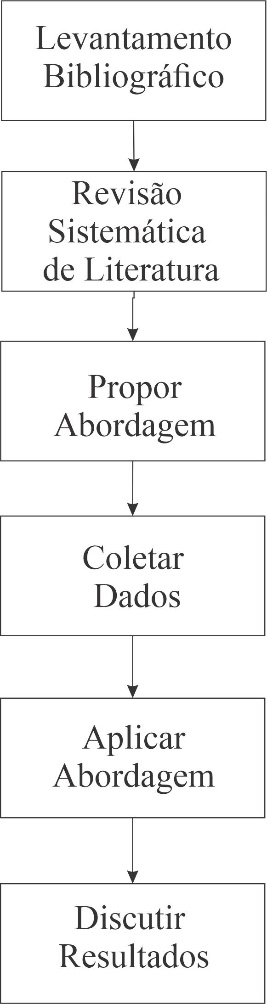 Levantamento
Bibliográfico
Revisão
Sistemática
de Literatura
Propor
Abordagem
Coletar
Dados
Aplicar
Abordagem
Discutir
Resultados